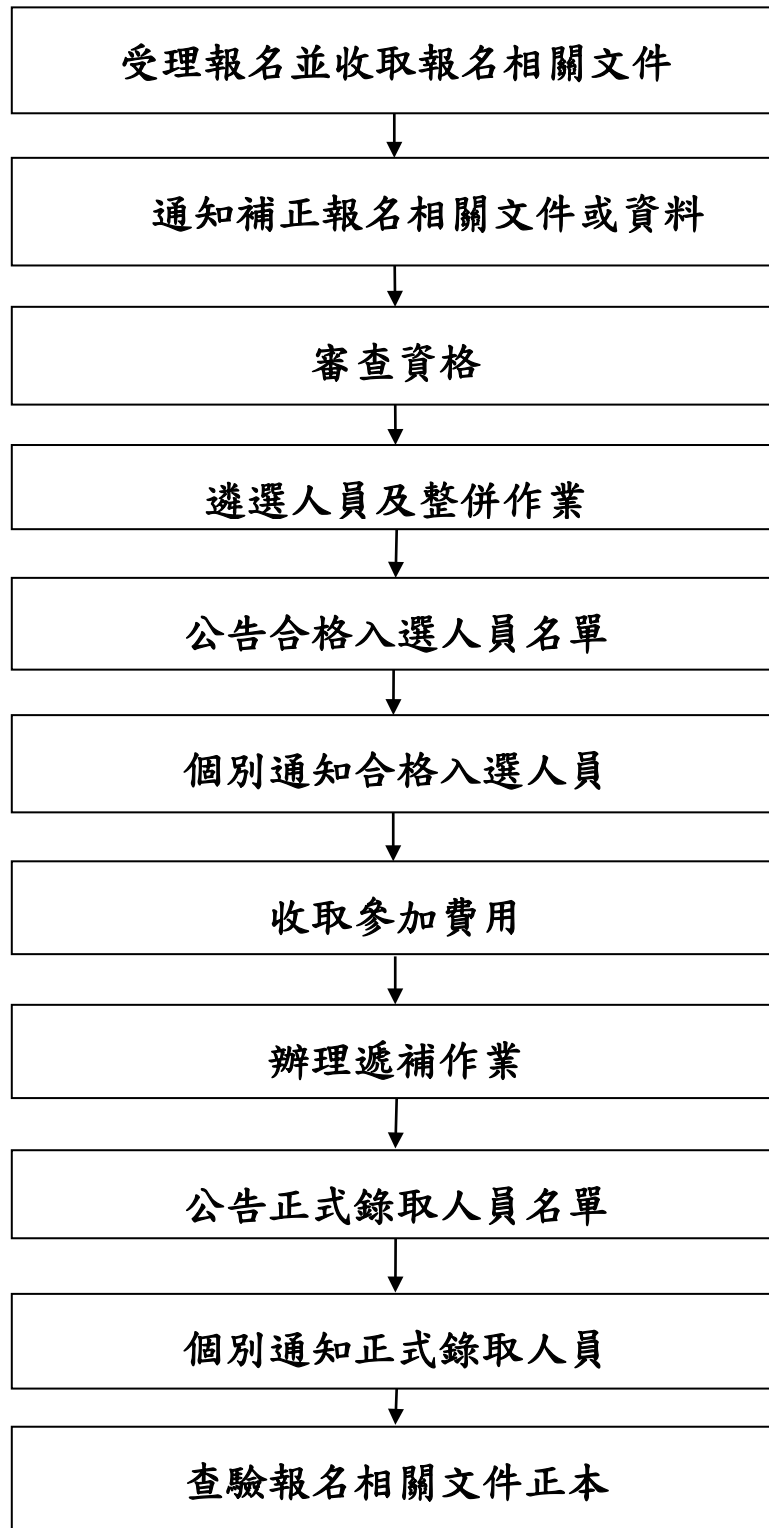 受理報名並收取報名相關文件
通知補正報名相關文件或資料
審查資格
遴選人員及整併作業
公告合格入選人員名單
個別通知合格入選人員
收取參加費用
辦理遞補作業
公告正式錄取人員名單
個別通知正式錄取人員
查驗報名相關文件正本